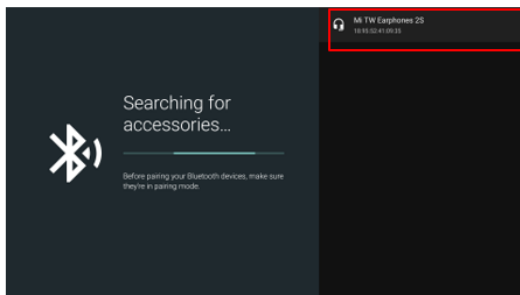 Searching for
accessories...
Before pairing your Bluetooth devices, make sure
they're in pairing mode.
Mi TW Earphones 2S